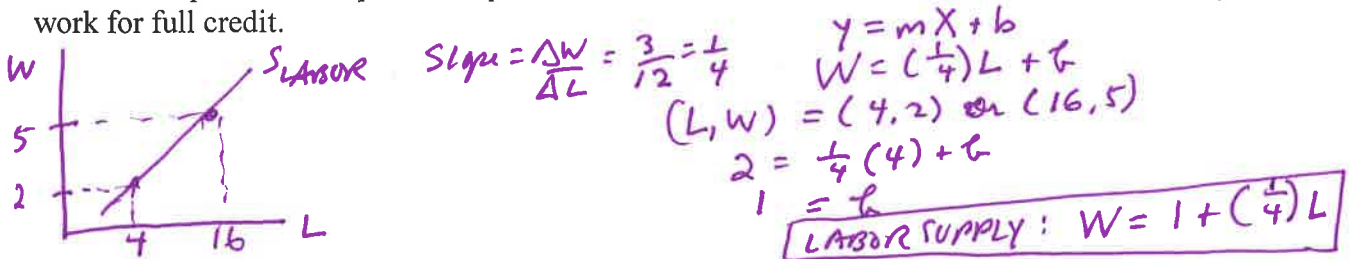 work for full credit.
W
S LABOR
5
2
4 16 L
Slope = ΔW/ΔL = 3/12 = 1/4
y = mX + b
W = (1/4)L + b
(L,W) = (4,2) or (16,5)
2 = 1/4 (4) + b
1 = b
LABOR SUPPLY: W = 1 + (1/4)L